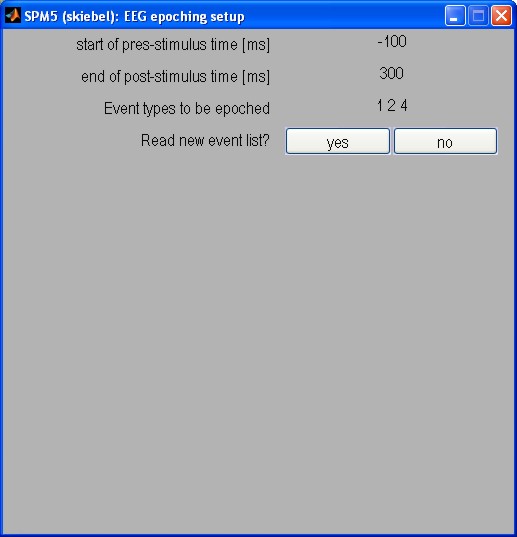 SPM5 (skiebel): EEG epoching setup
start of pres-stimulus time [ms] -100
end of post-stimulus time [ms] 300
Event types to be epoched 1 2 4
Read new event list? yes no